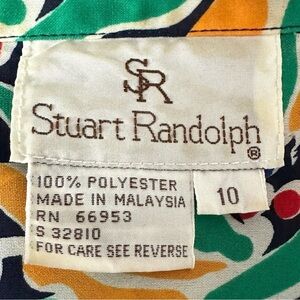 SR
Stuart Randolph®
100% POLYESTER
MADE IN MALAYSIA
RN 66953
S 32810
FOR CARE SEE REVERSE
10